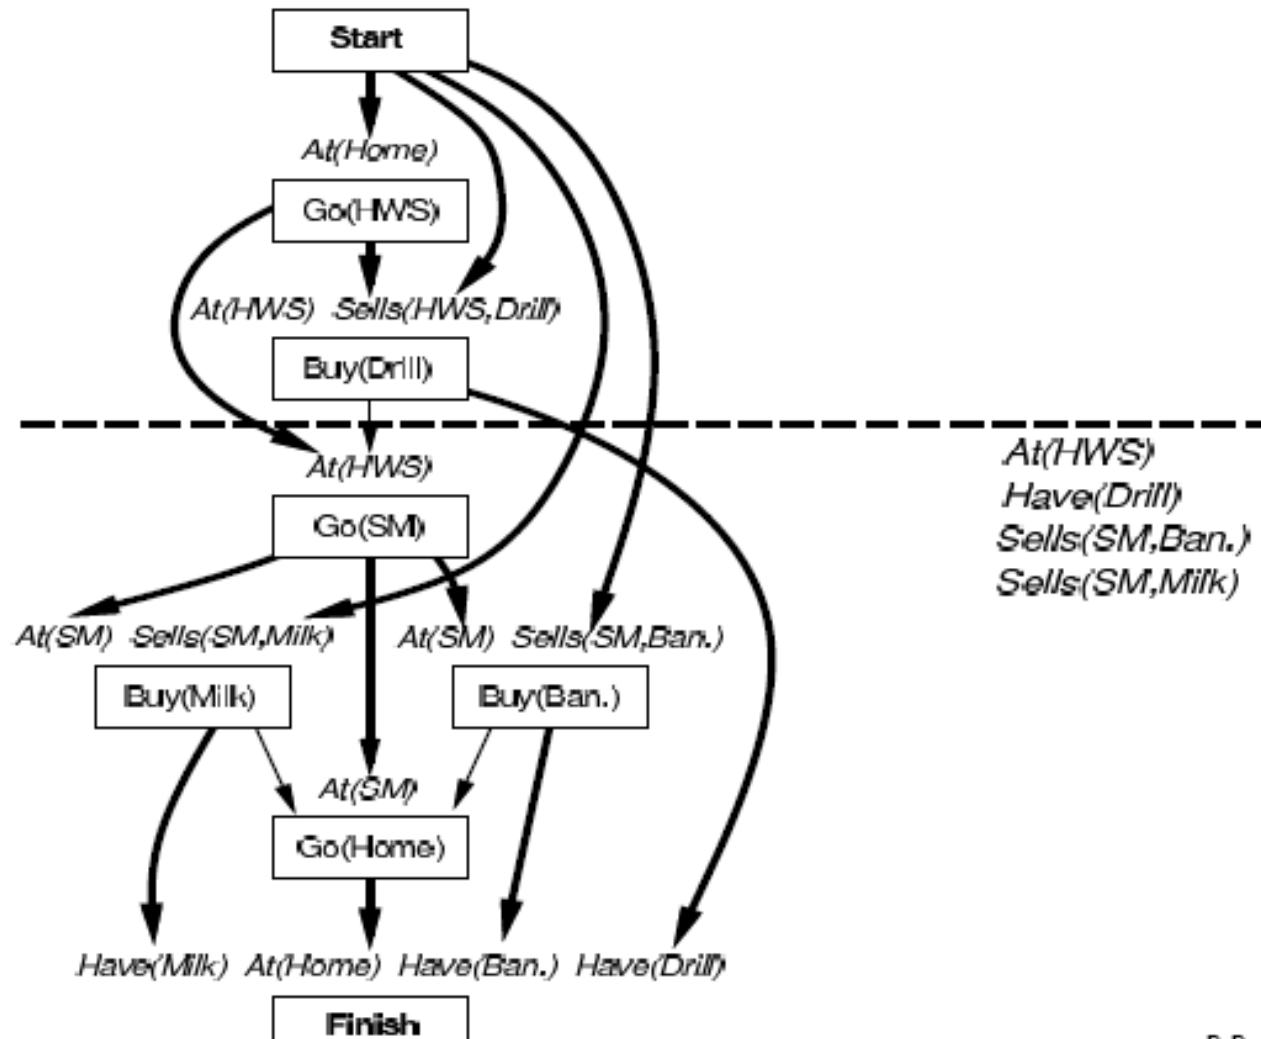 Start
At(Home)
Go(HWS)
At(HWS) Sells(HWS,Drill)
Buy(Drill)
At(HWS)
At(HWS)
Have(Drill)
Go(SM)
Sells(SM,Ban.)
Sells(SM,Milk)
At(SM) Sells(SM,Milk) At(SM) Sells(SM,Ban.)
Buy(Milk) Buy(Ban.)
At(SM)
Go(Home)
Have(Milk) At(Home) Have(Ban.) Have(Drill)
Finish